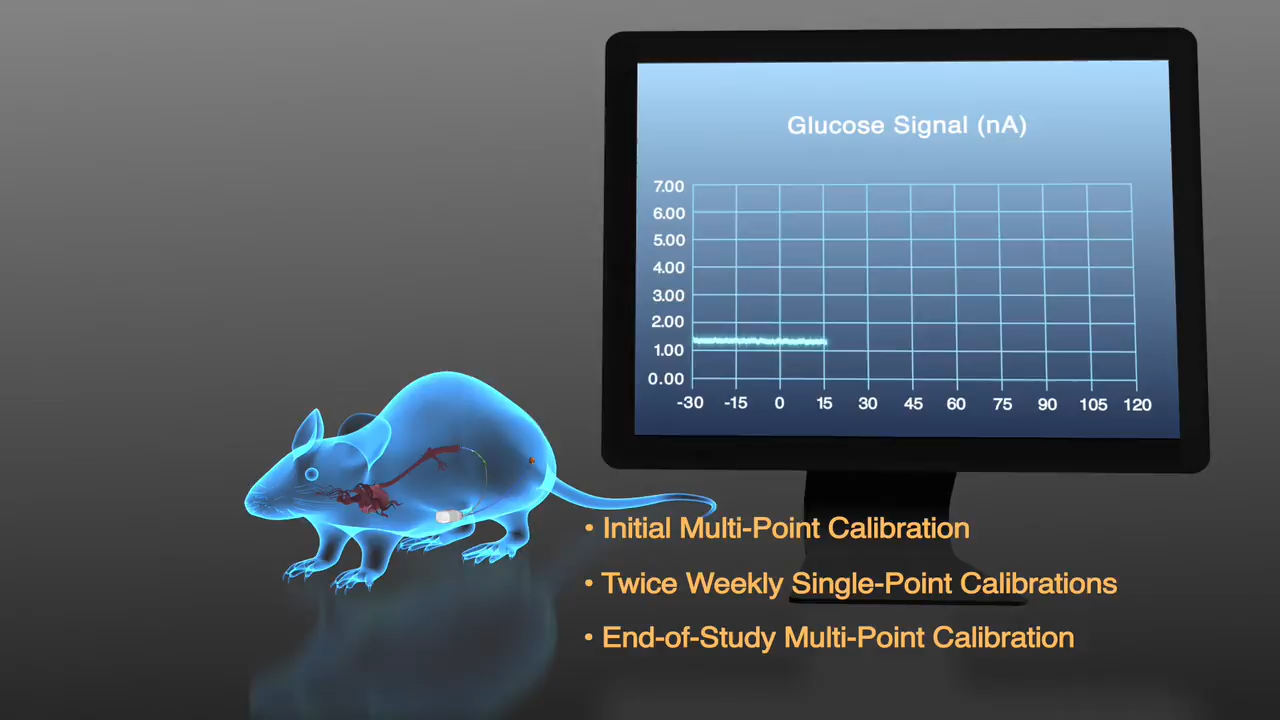 Glucose Signal (nA)
7.00
6.00
5.00
4.00
3.00
2.00
1.00
0.00
-30 -15 0 15 30 45 60 75 90 105 120
• Initial Multi-Point Calibration
• Twice Weekly Single-Point Calibrations
• End-of-Study Multi-Point Calibration